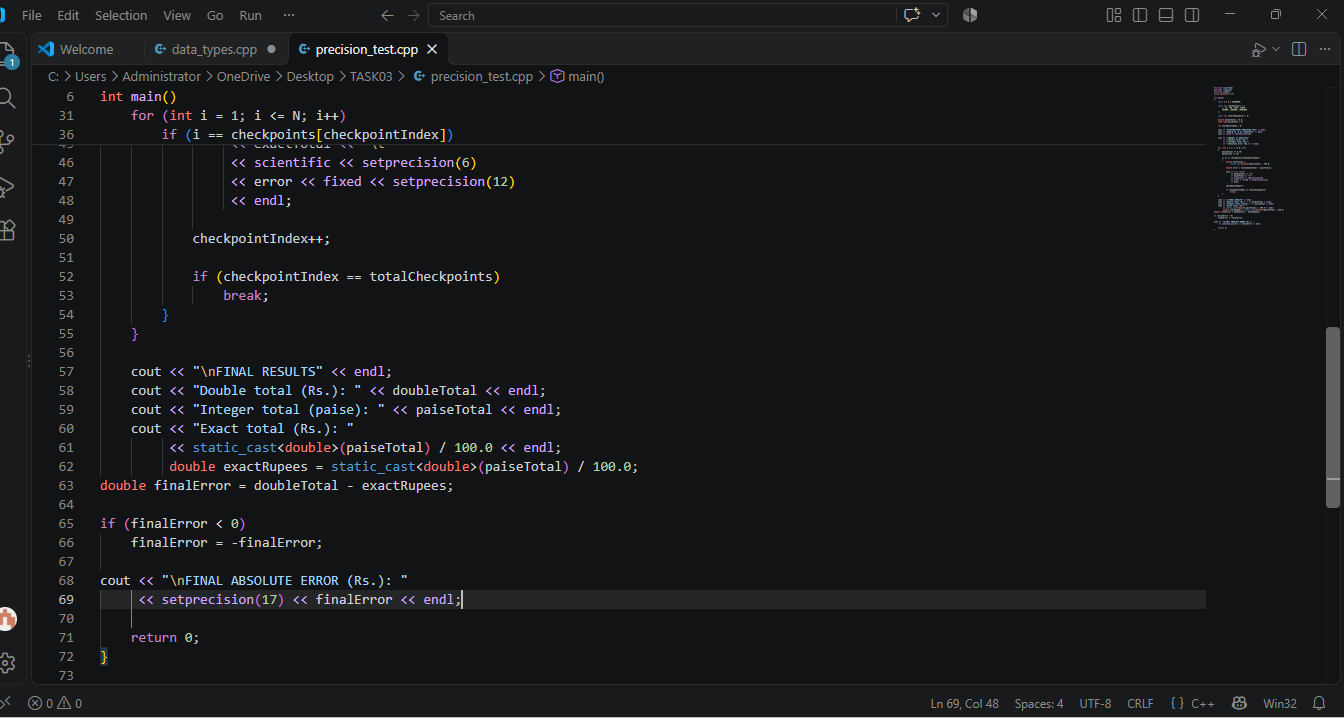 File Edit Selection View Go Run ··· Search
Welcome data_types.cpp precision_test.cpp
1
C: > Users > Administrator > OneDrive > Desktop > TASK03 > precision_test.cpp > main()
6 int main()
31 for (int i = 1; i <= N; i++)
36 if (i == checkpoints[checkpointIndex])
46 << scientific << setprecision(6)
47 << error << fixed << setprecision(12)
48 << endl;
49
50 checkpointIndex++;
51
52 if (checkpointIndex == totalCheckpoints)
53 break;
54 }
55 }
56
57 cout << "\nFINAL RESULTS" << endl;
58 cout << "Double total (Rs.): " << doubleTotal << endl;
59 cout << "Integer total (paise): " << paiseTotal << endl;
60 cout << "Exact total (Rs.): "
61 << static_cast<double>(paiseTotal) / 100.0 << endl;
62 double exactRupees = static_cast<double>(paiseTotal) / 100.0;
63 double finalError = doubleTotal - exactRupees;
64
65 if (finalError < 0)
66 finalError = -finalError;
67
68 cout << "\nFINAL ABSOLUTE ERROR (Rs.): "
69 << setprecision(17) << finalError << endl;
70
71 return 0;
72 }
73
0 0 Ln 69, Col 48 Spaces: 4 UTF-8 CRLF { } C++ Win32